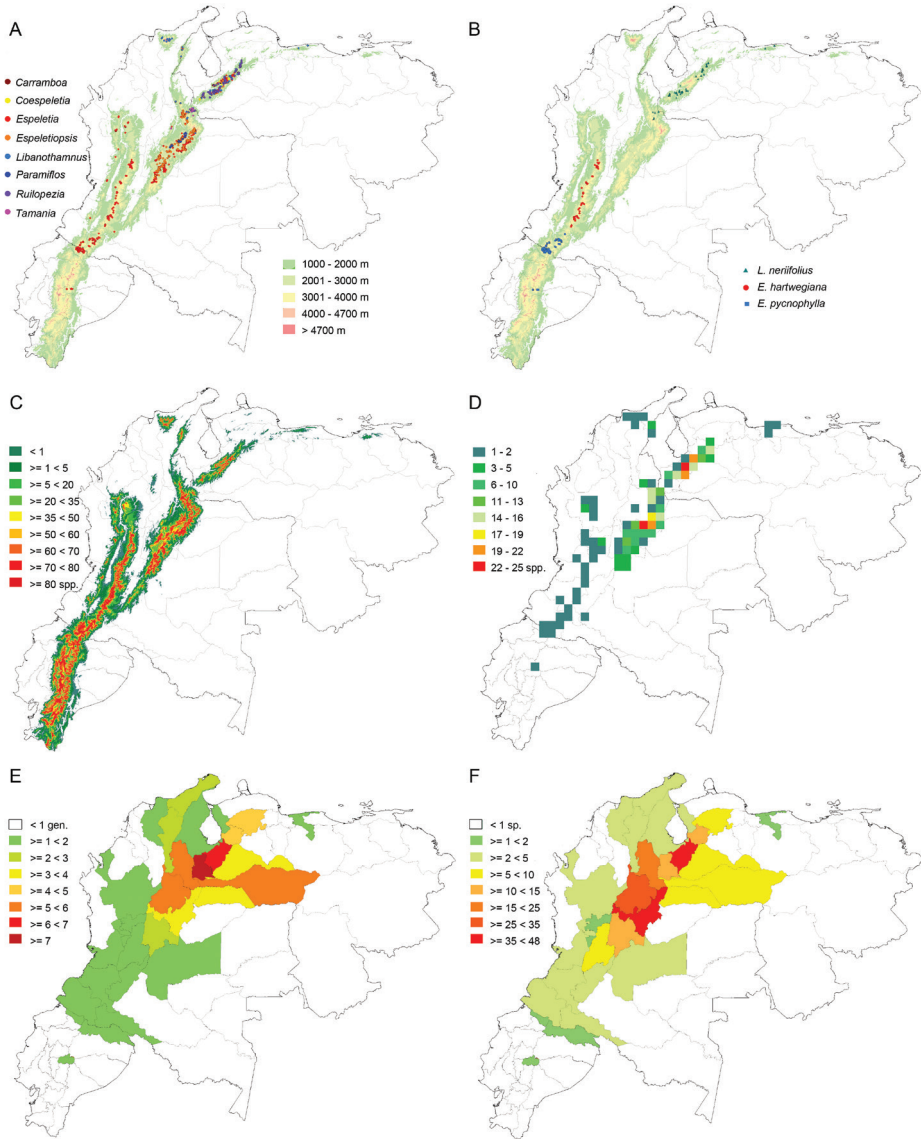 A
Carramboa
Coespeletia
Espeletia
Espeletiopsis
Libanothamnus
Paramiflos
Ruilopezia
Tamania
1000 - 2000 m
2001 - 3000 m
3001 - 4000 m
4000 - 4700 m
> 4700 m
B
L. neriifolius
E. hartwegiana
E. pycnophylla
C
< 1
>= 1 < 5
>= 5 < 20
>= 20 < 35
>= 35 < 50
>= 50 < 60
>= 60 < 70
>= 70 < 80
>= 80 spp.
D
1 - 2
3 - 5
6 - 10
11 - 13
14 - 16
17 - 19
19 - 22
22 - 25 spp.
E
< 1 gen.
>= 1 < 2
>= 2 < 3
>= 3 < 4
>= 4 < 5
>= 5 < 6
>= 6 < 7
>= 7
F
< 1 sp.
>= 1 < 2
>= 2 < 5
>= 5 < 10
>= 10 < 15
>= 15 < 25
>= 25 < 35
>= 35 < 48